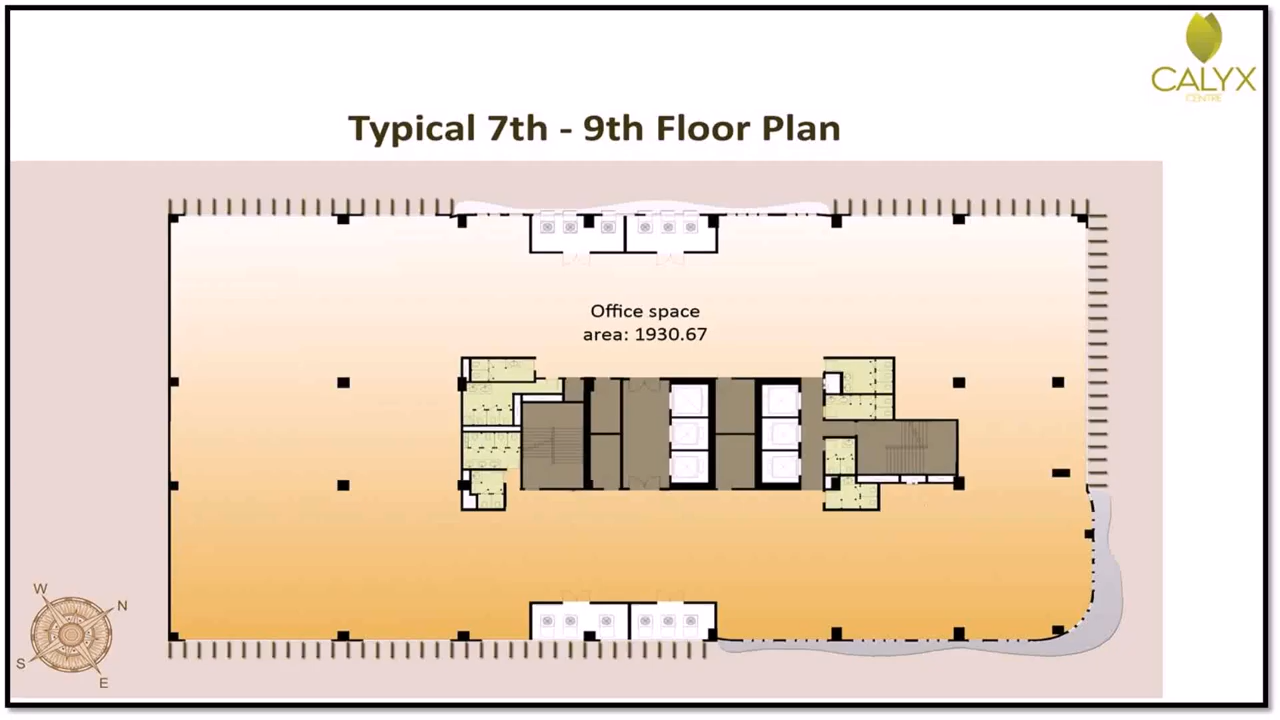 CALYX
CENTRE
Typical 7th - 9th Floor Plan
Office space
area: 1930.67
W
N
S
E